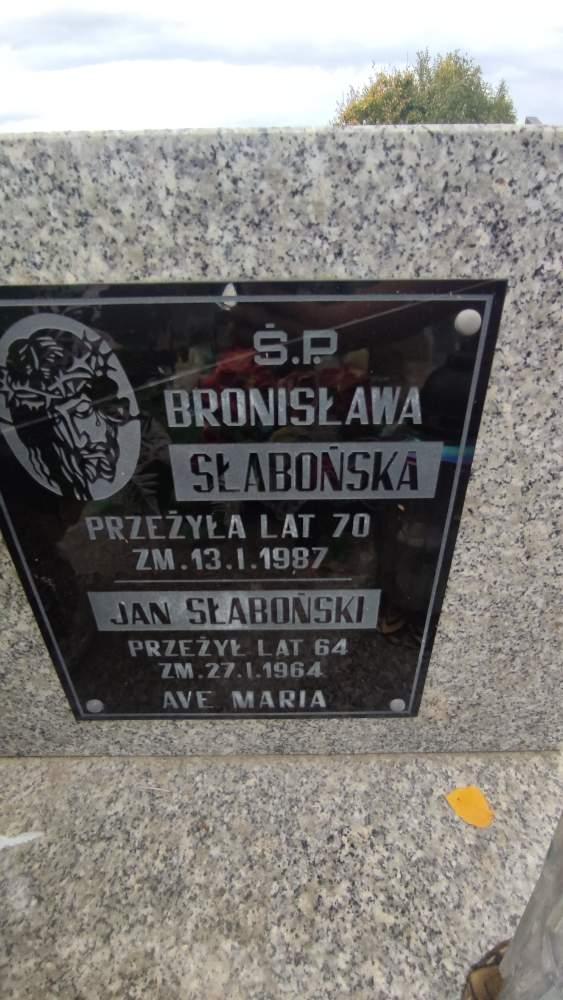 Ś.P.
BRONISŁAWA
SŁABOŃSKA
PRZEŻYŁA LAT 70
ZM. 13.I.1987
JAN SŁABOŃSKI
PRZEŻYŁ LAT 64
ZM. 27.I.1964
AVE MARIA